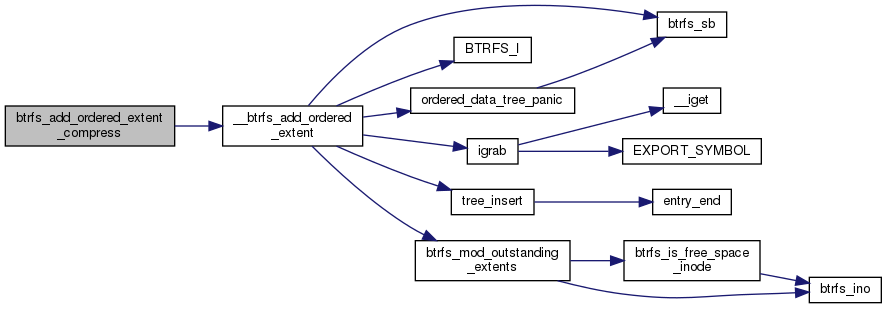 btrfs_add_ordered_extent
_compress
__btrfs_add_ordered
_extent
btrfs_sb
BTRFS_I
ordered_data_tree_panic
igrab
__iget
EXPORT_SYMBOL
tree_insert
entry_end
btrfs_mod_outstanding
_extents
btrfs_is_free_space
_inode
btrfs_ino